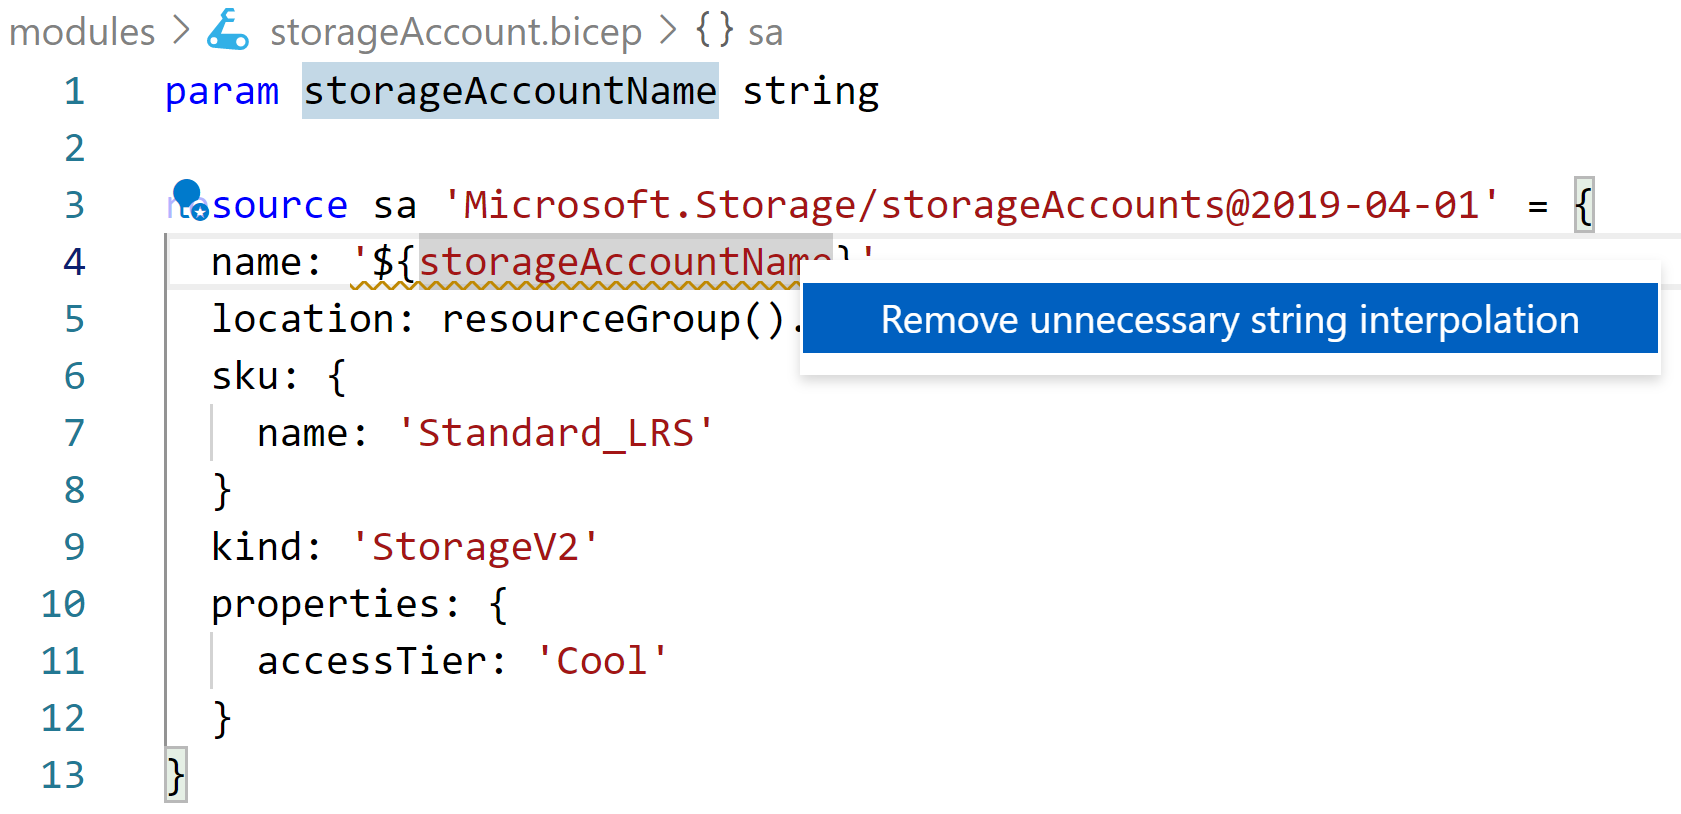 modules > storageAccount.bicep > {} sa
1 param storageAccountName string
2
3 resource sa 'Microsoft.Storage/storageAccounts@2019-04-01' = {
4 name: '${storageAccountName}'
5 location: resourceGroup().
Remove unnecessary string interpolation
6 sku: {
7 name: 'Standard_LRS'
8 }
9 kind: 'StorageV2'
10 properties: {
11 accessTier: 'Cool'
12 }
13 }